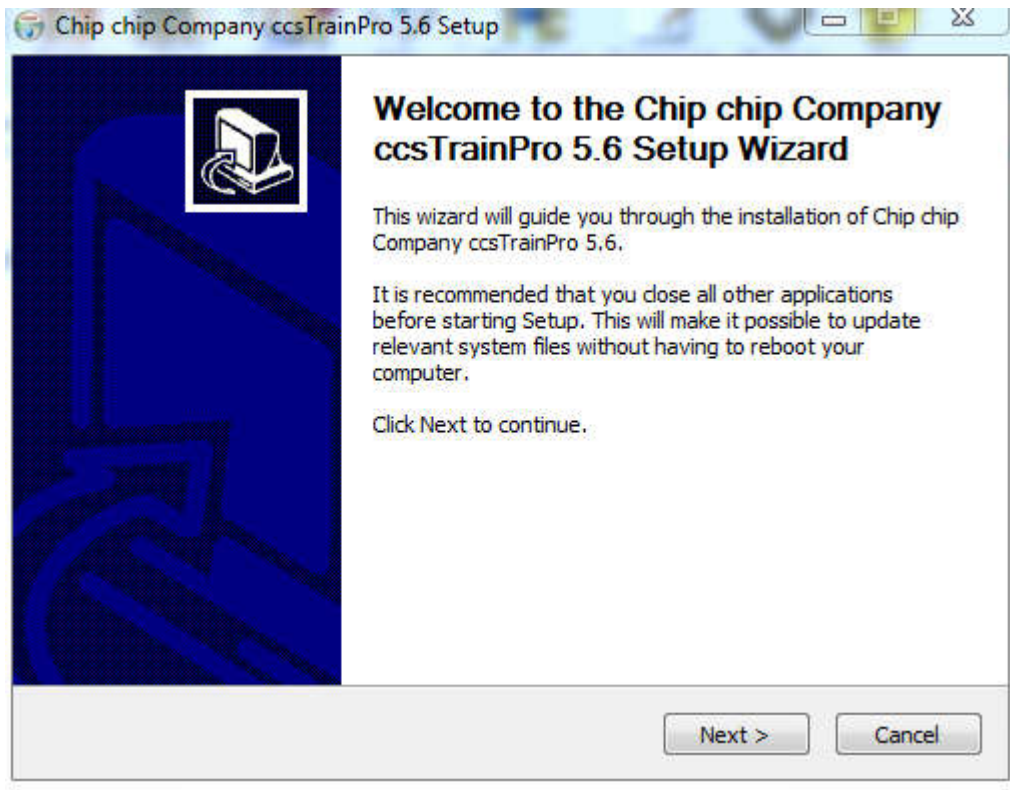 Chip chip Company ccsTrainPro 5.6 Setup
Welcome to the Chip chip Company
ccsTrainPro 5.6 Setup Wizard
This wizard will guide you through the installation of Chip chip
Company ccsTrainPro 5.6.
It is recommended that you close all other applications
before starting Setup. This will make it possible to update
relevant system files without having to reboot your
computer.
Click Next to continue.
Next >
Cancel